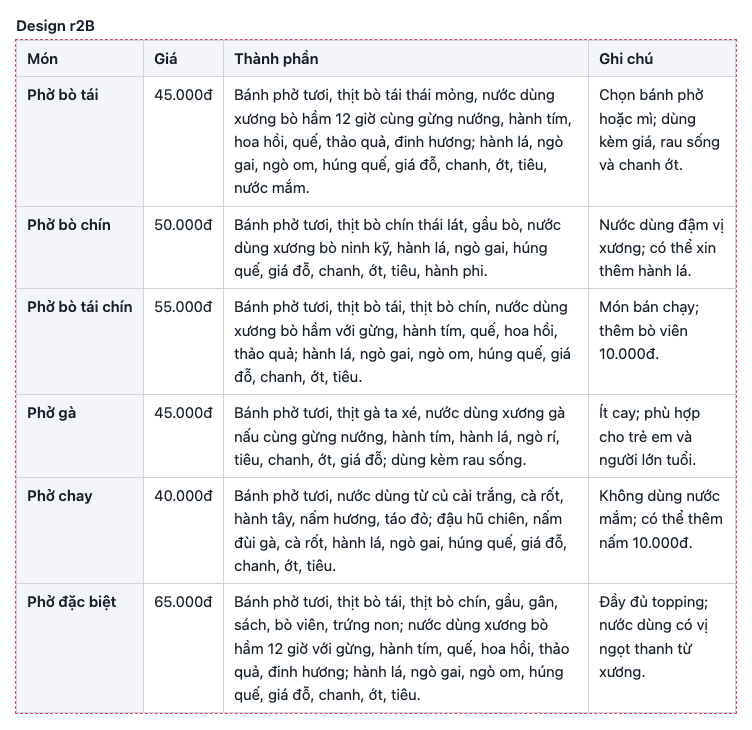 Design r2B
Món Giá Thành phần Ghi chú
Phở bò tái 45.000đ Bánh phở tươi, thịt bò tái thái mỏng, nước dùng Chọn bánh phở
xương bò hầm 12 giờ cùng gừng nướng, hành tím, hoặc mì; dùng
hoa hồi, quế, thảo quả, đinh hương; hành lá, ngò kèm giá, rau sống
gai, ngò om, húng quế, giá đỗ, chanh, ớt, tiêu, và chanh ớt.
nước mắm.
Phở bò chín 50.000đ Bánh phở tươi, thịt bò chín thái lát, gầu bò, nước Nước dùng đậm vị
dùng xương bò ninh kỹ, hành lá, ngò gai, húng xương; có thể xin
quế, giá đỗ, chanh, ớt, tiêu, hành phi. thêm hành lá.
Phở bò tái chín 55.000đ Bánh phở tươi, thịt bò tái, thịt bò chín, nước dùng Món bán chạy;
xương bò hầm với gừng, hành tím, quế, hoa hồi, thêm bò viên
thảo quả; hành lá, ngò gai, ngò om, húng quế, giá 10.000đ.
đỗ, chanh, ớt, tiêu.
Phở gà 45.000đ Bánh phở tươi, thịt gà ta xé, nước dùng xương gà Ít cay; phù hợp
nấu cùng gừng nướng, hành tím, hành lá, ngò rí, cho trẻ em và
tiêu, chanh, ớt, giá đỗ; dùng kèm rau sống. người lớn tuổi.
Phở chay 40.000đ Bánh phở tươi, nước dùng từ củ cải trắng, cà rốt, Không dùng nước
hành tây, nấm hương, táo đỏ; đậu hũ chiên, nấm mắm; có thể thêm
đùi gà, cà rốt, hành lá, ngò gai, húng quế, giá đỗ, nấm 10.000đ.
chanh, ớt, tiêu.
Phở đặc biệt 65.000đ Bánh phở tươi, thịt bò tái, thịt bò chín, gầu, gân, Đầy đủ topping;
sách, bò viên, trứng non; nước dùng xương bò nước dùng có vị
hầm 12 giờ với gừng, hành tím, quế, hoa hồi, thảo ngọt thanh từ
quả, đinh hương; hành lá, ngò gai, ngò om, húng xương.
quế, giá đỗ, chanh, ớt, tiêu.